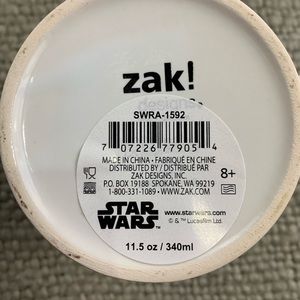 zak!
designs
SWRA-1592
7 07226 77905 4
MADE IN CHINA • FABRIQUÉ EN CHINE
DISTRIBUTED BY / DISTRIBUÉ PAR
ZAK DESIGNS, INC.
P.O. BOX 19188 SPOKANE, WA 99219
1-800-331-1089 • WWW.ZAK.COM
8+
STAR
WARS
www.starwars.com
© & ™ Lucasfilm Ltd.
11.5 oz / 340ml